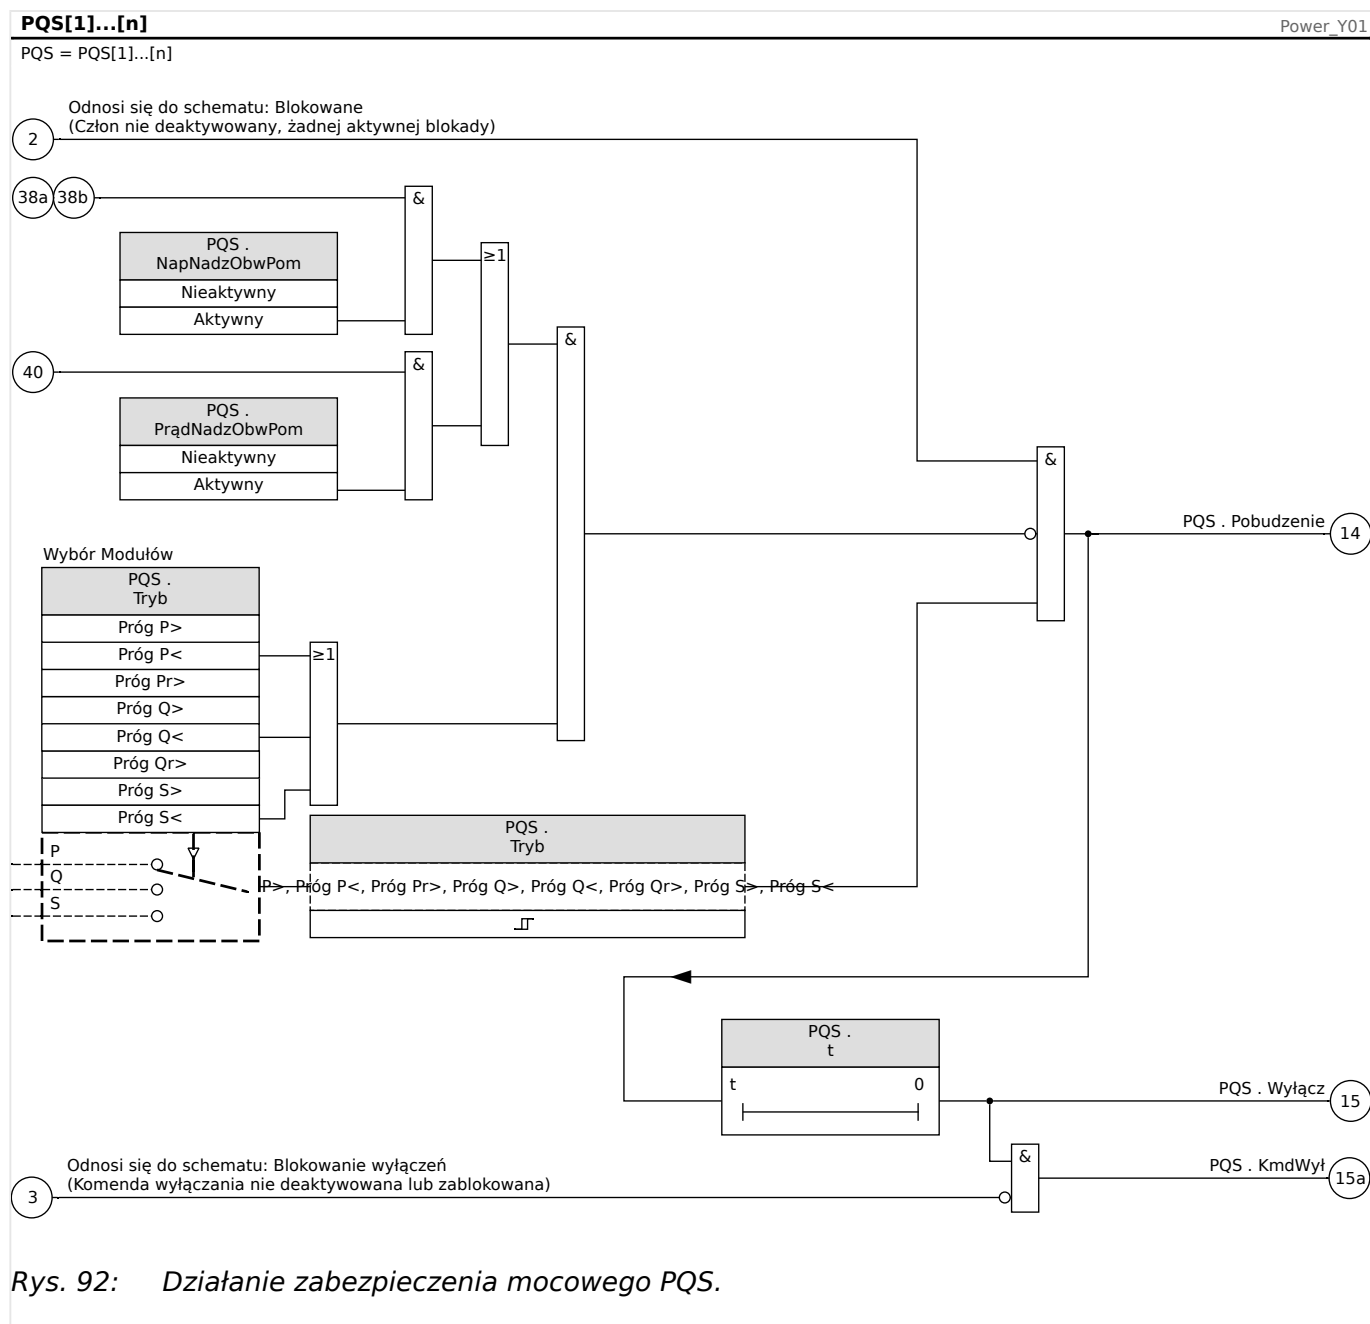 PQS[1]...[n]
Power_Y01
PQS = PQS[1]...[n]
Odnosi się do schematu: Blokowane
(Człon nie deaktywowany, żadnej aktywnej blokady)
2
38a
38b
&
PQS .
NapNadzObwPom
Nieaktywny
Aktywny
≥1
&
40
&
PQS .
PrądNadzObwPom
Nieaktywny
Aktywny
&
PQS . Pobudzenie
14
Wybór Modułów
PQS .
Tryb
Próg P>
Próg P<
Próg Pr>
Próg Q>
Próg Q<
Próg Qr>
Próg S>
Próg S<
≥1
PQS .
Tryb
P
Q
S
P>, Próg P<, Próg Pr>, Próg Q>, Próg Q<, Próg Qr>, Próg S>, Próg S<
PQS .
t
t
0
PQS . Wyłącz
15
Odnosi się do schematu: Blokowanie wyłączeń
(Komenda wyłączania nie deaktywowana lub zablokowana)
3
&
PQS . KmdWył
15a
Rys. 92: Działanie zabezpieczenia mocowego PQS.